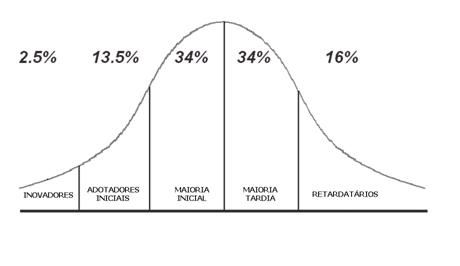 2.5% 13.5% 34% 34% 16%
INOVADORES
ADOTADORES
INICIAIS
MAIORIA
INICIAL
MAIORIA
TARDIA
RETARDATÁRIOS